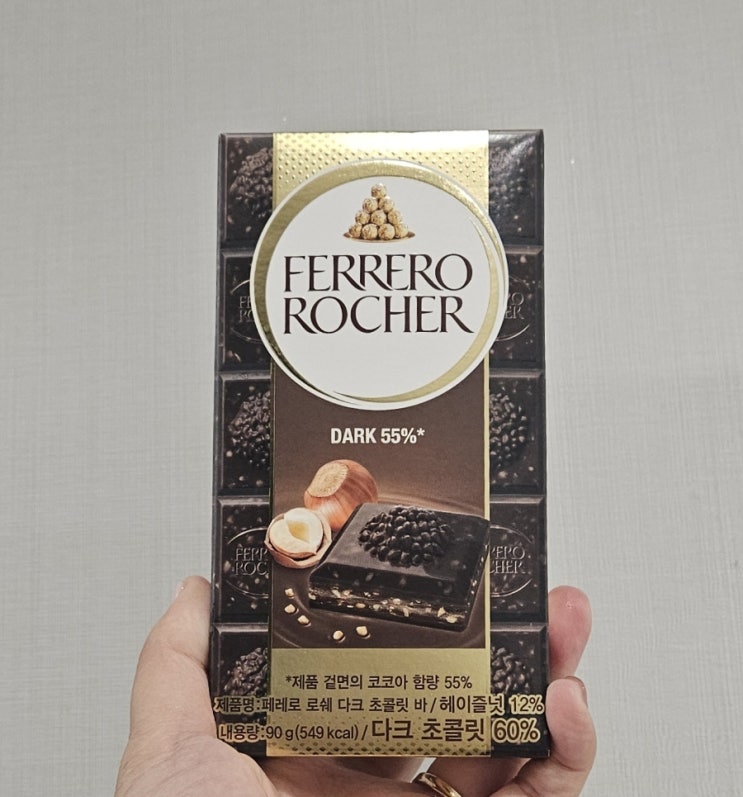 FERRERO
ROCHER
DARK 55%*
*제품 겉면의 코코아 함량 55%
제품명:페레로 로쉐 다크 초콜릿 바 / 헤이즐넛 12%
내용량:90 g(549 kcal) / 다크 초콜릿 60%